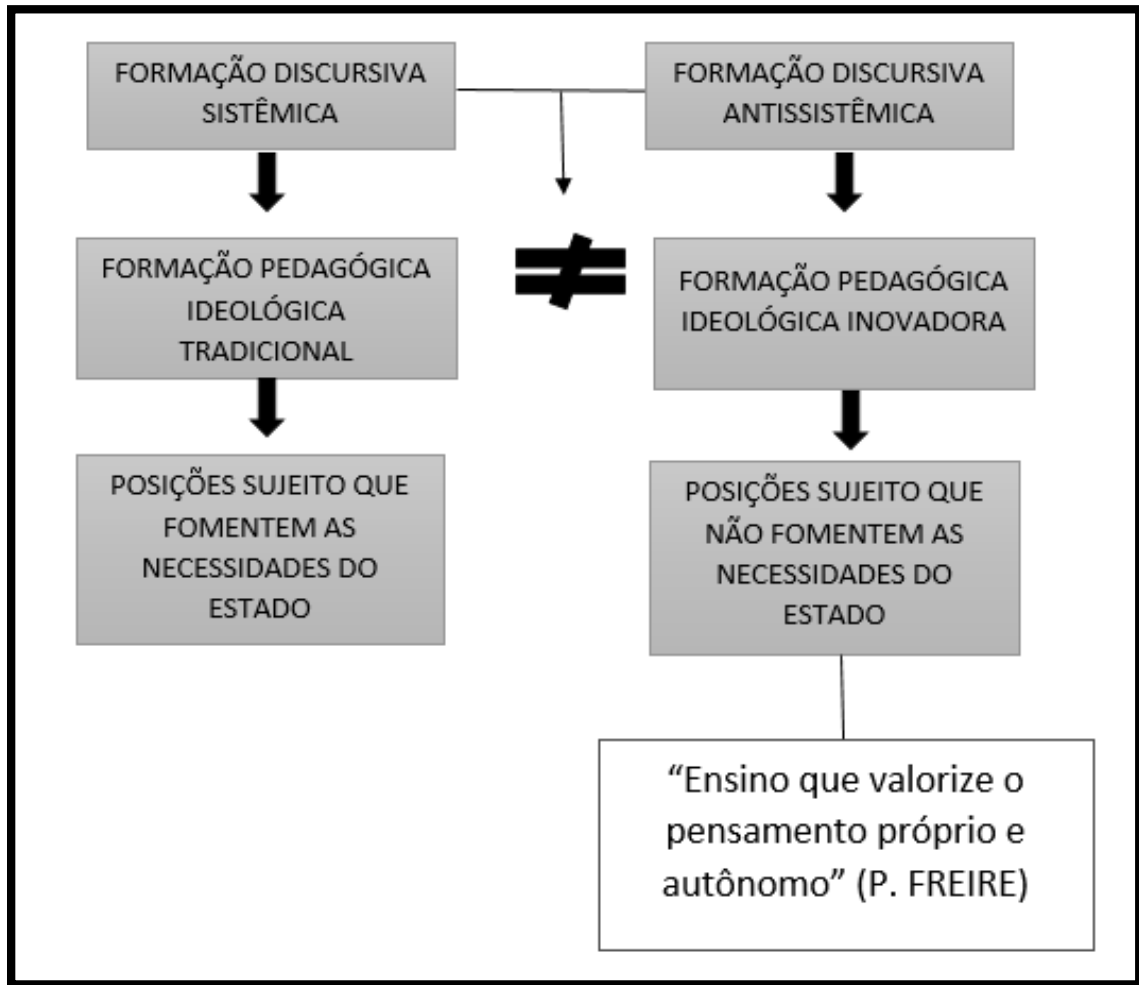 FORMAÇÃO DISCURSIVA
SISTÊMICA
FORMAÇÃO DISCURSIVA
ANTISSISTÊMICA
FORMAÇÃO PEDAGÓGICA
IDEOLÓGICA
TRADICIONAL
≠
FORMAÇÃO PEDAGÓGICA
IDEOLÓGICA INOVADORA
POSIÇÕES SUJEITO QUE
FOMENTEM AS
NECESSIDADES DO
ESTADO
POSIÇÕES SUJEITO QUE
NÃO FOMENTEM AS
NECESSIDADES DO
ESTADO
“Ensino que valorize o
pensamento próprio e
autônomo” (P. FREIRE)